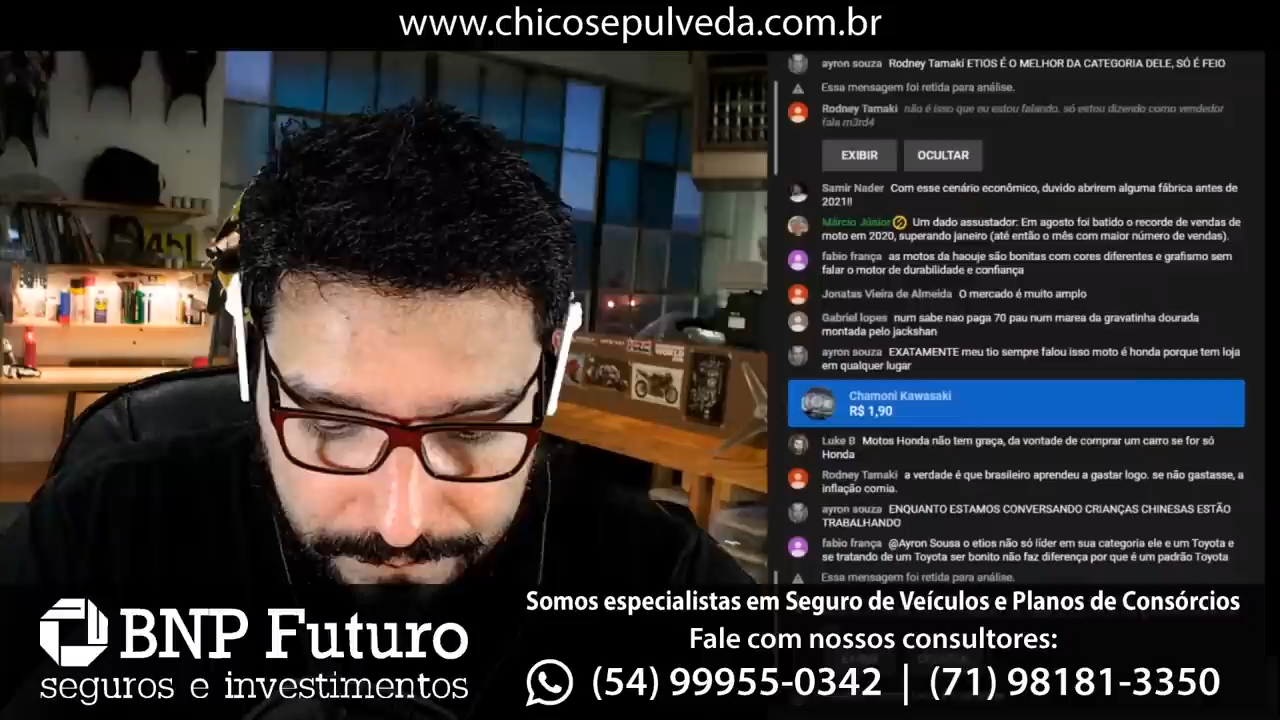 www.chicosepulveda.com.br
ayron souza Rodney Tamaki ETIOS É O MELHOR DA CATEGORIA DELE, SÓ É FEIO
Essa mensagem foi retida para análise.
Rodney Tamaki não é isso que eu estou falando. só estou dizendo como vendedor
fala m3rd4
EXIBIR OCULTAR
Samir Nader Com esse cenário econômico, duvido abrirem alguma fábrica antes de
2021!!
Márcio Júnior Um dado assustador: Em agosto foi batido o recorde de vendas de
moto em 2020, superando janeiro (até então o mês com maior número de vendas).
fabio frança as motos da haouje são bonitas com cores diferentes e grafismo sem
falar o motor de durabilidade e confiança
Jonatas Vieira de Almeida O mercado é muito amplo
Gabriel lopes num sabe nao paga 70 pau num marea da gravatinha dourada
montada pelo jackshan
ayron souza EXATAMENTE meu tio sempre falou isso moto é honda porque tem loja
em qualquer lugar
Chamoni Kawasaki
R$ 1,90
Luke B Motos Honda não tem graça, da vontade de comprar um carro se for só
Honda
Rodney Tamaki a verdade é que brasileiro aprendeu a gastar logo. se não gastasse, a
inflação comia.
ayron souza ENQUANTO ESTAMOS CONVERSANDO CRIANÇAS CHINESAS ESTÃO
TRABALHANDO
fabio frança @Ayron Sousa o etios não só líder em sua categoria ele e um Toyota e
se tratando de um Toyota ser bonito não faz diferença por que é um padrão Toyota
Essa mensagem foi retida para análise.
BNP Futuro
seguros e investimentos
Somos especialistas em Seguro de Veículos e Planos de Consórcios
Fale com nossos consultores:
(54) 99955-0342 | (71) 98181-3350